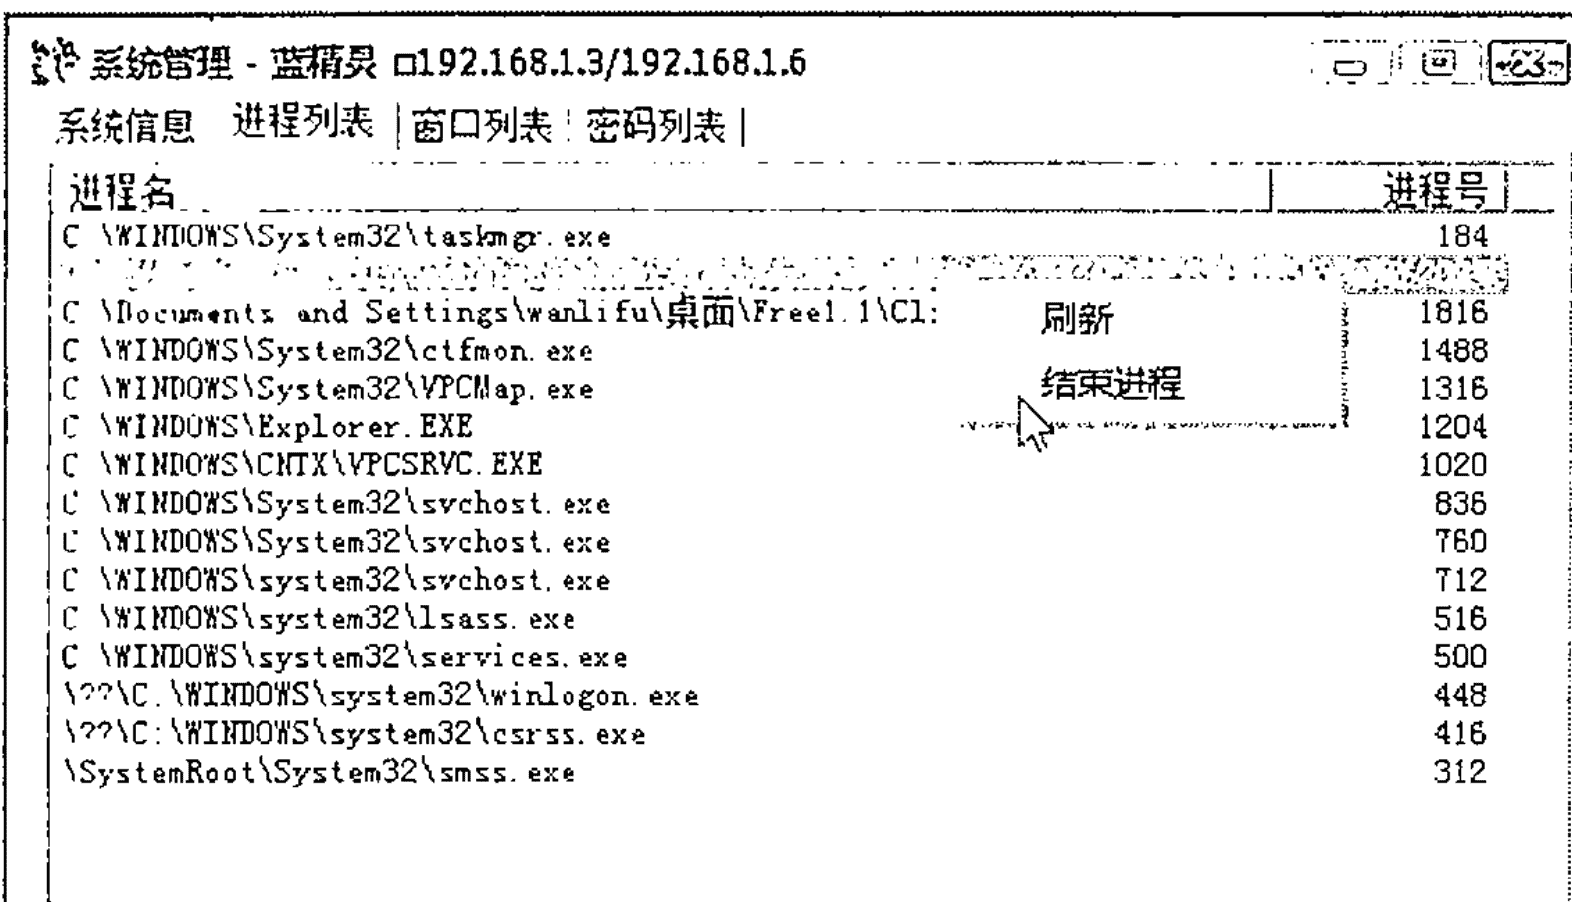 系统管理 - 蓝精灵 □192.168.1.3/192.168.1.6
系统信息 进程列表 窗口列表 密码列表
进程名 进程号
C \WINDOWS\System32\taskmgr.exe 184
C \Documents and Settings\wanlifu\桌面\Free1.1\Cl: 1816
刷新
C \WINDOWS\System32\ctfmon.exe 1488
C \WINDOWS\System32\VPCMap.exe 1316
结束进程
C \WINDOWS\Explorer.EXE 1204
C \WINDOWS\CNTX\VPCSRVC.EXE 1020
C \WINDOWS\System32\svchost.exe 836
C \WINDOWS\System32\svchost.exe 760
C \WINDOWS\system32\svchost.exe 712
C \WINDOWS\system32\lsass.exe 516
C \WINDOWS\system32\services.exe 500
\??\C.\WINDOWS\system32\winlogon.exe 448
\??\C:\WINDOWS\system32\csrss.exe 416
\SystemRoot\System32\smss.exe 312